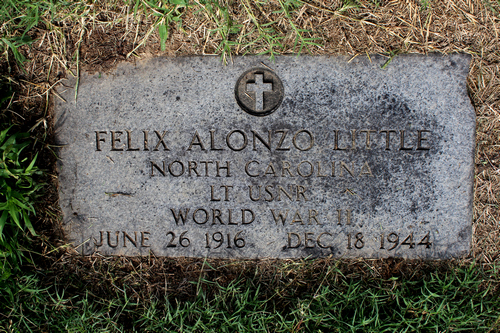 FELIX ALONZO LITTLE
NORTH CAROLINA
LT USNR
WORLD WAR II
JUNE 26 1916 DEC 18 1944